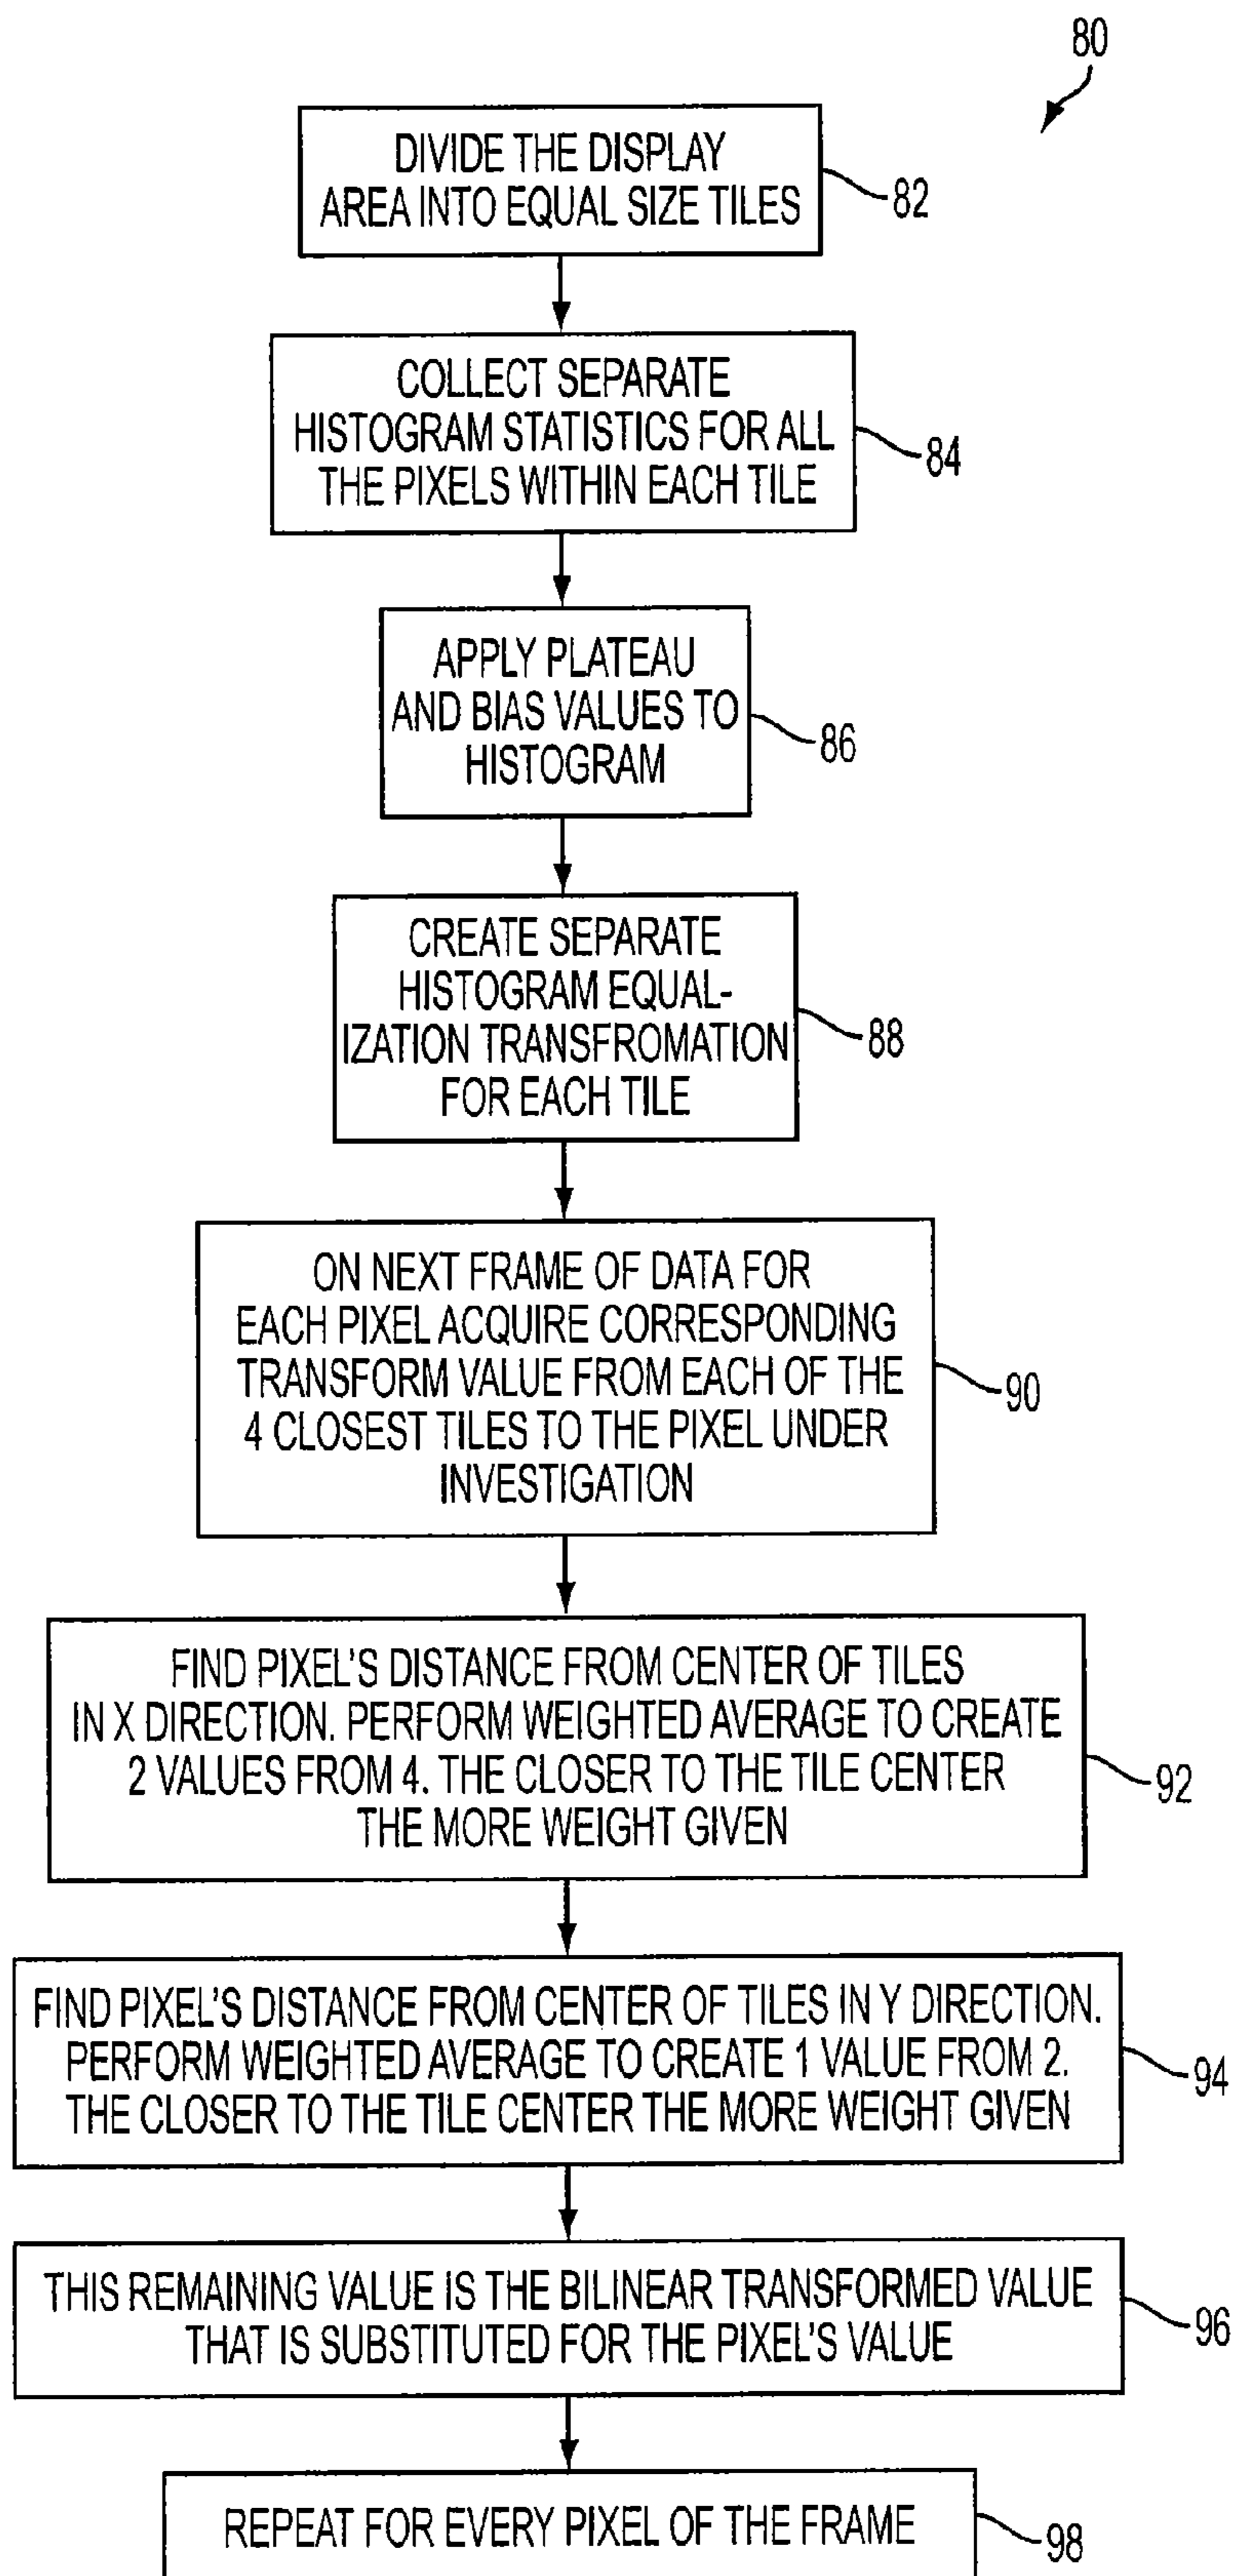 80
DIVIDE THE DISPLAY
AREA INTO EQUAL SIZE TILES
82
COLLECT SEPARATE
HISTOGRAM STATISTICS FOR ALL
THE PIXELS WITHIN EACH TILE
84
APPLY PLATEAU
AND BIAS VALUES TO
HISTOGRAM
86
CREATE SEPARATE
HISTOGRAM EQUAL-
IZATION TRANSFROMATION
FOR EACH TILE
88
ON NEXT FRAME OF DATA FOR
EACH PIXEL ACQUIRE CORRESPONDING
TRANSFORM VALUE FROM EACH OF THE
4 CLOSEST TILES TO THE PIXEL UNDER
INVESTIGATION
90
FIND PIXEL'S DISTANCE FROM CENTER OF TILES
IN X DIRECTION. PERFORM WEIGHTED AVERAGE TO CREATE
2 VALUES FROM 4. THE CLOSER TO THE TILE CENTER
THE MORE WEIGHT GIVEN
92
FIND PIXEL'S DISTANCE FROM CENTER OF TILES IN Y DIRECTION.
PERFORM WEIGHTED AVERAGE TO CREATE 1 VALUE FROM 2.
THE CLOSER TO THE TILE CENTER THE MORE WEIGHT GIVEN
94
THIS REMAINING VALUE IS THE BILINEAR TRANSFORMED VALUE
THAT IS SUBSTITUTED FOR THE PIXEL'S VALUE
96
REPEAT FOR EVERY PIXEL OF THE FRAME
98